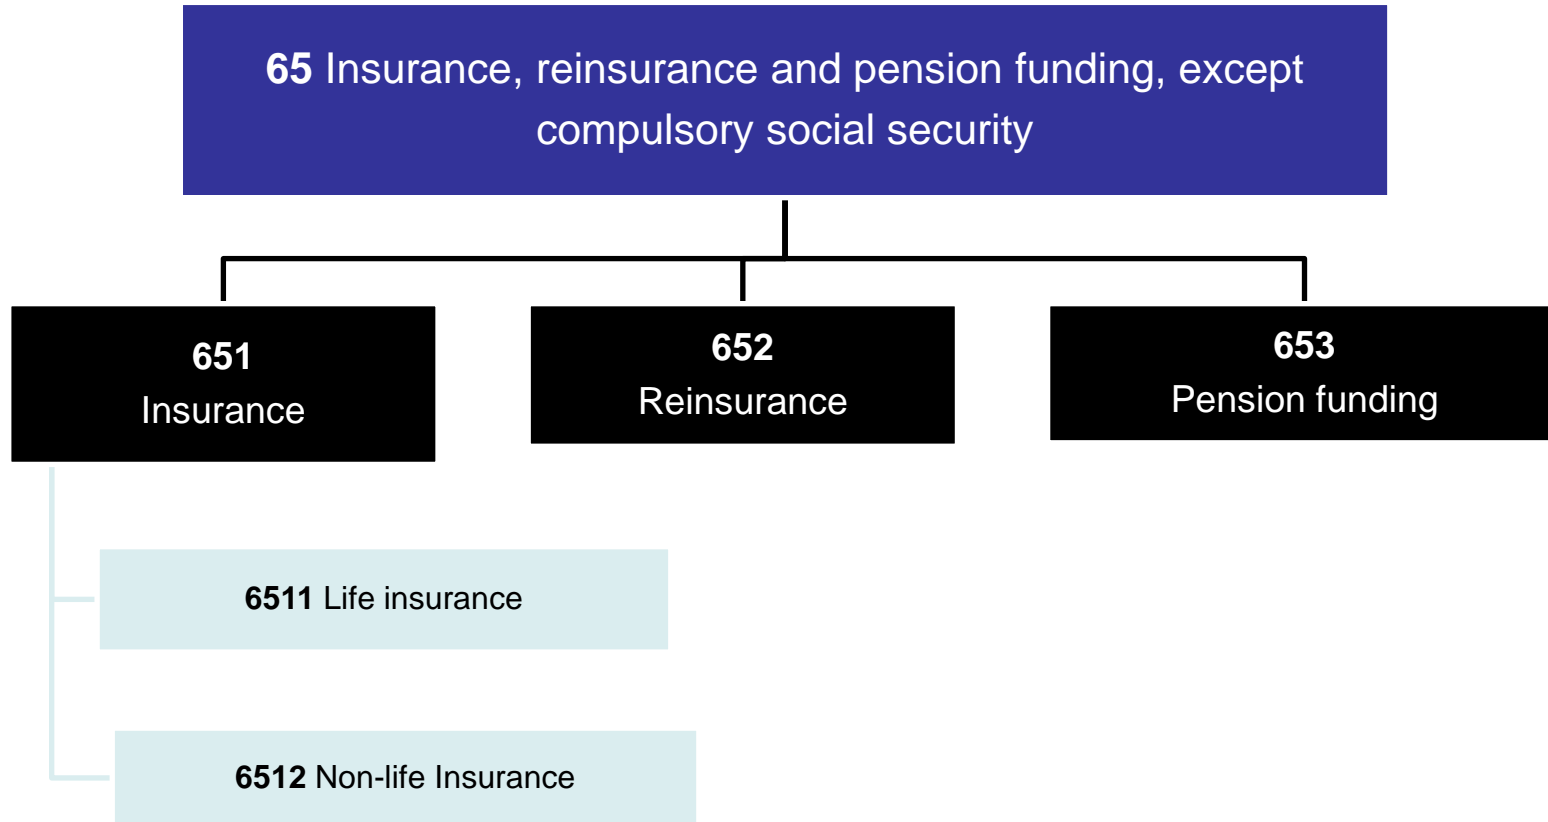 65 Insurance, reinsurance and pension funding, except
compulsory social security
651
Insurance
652
Reinsurance
653
Pension funding
6511 Life insurance
6512 Non-life Insurance